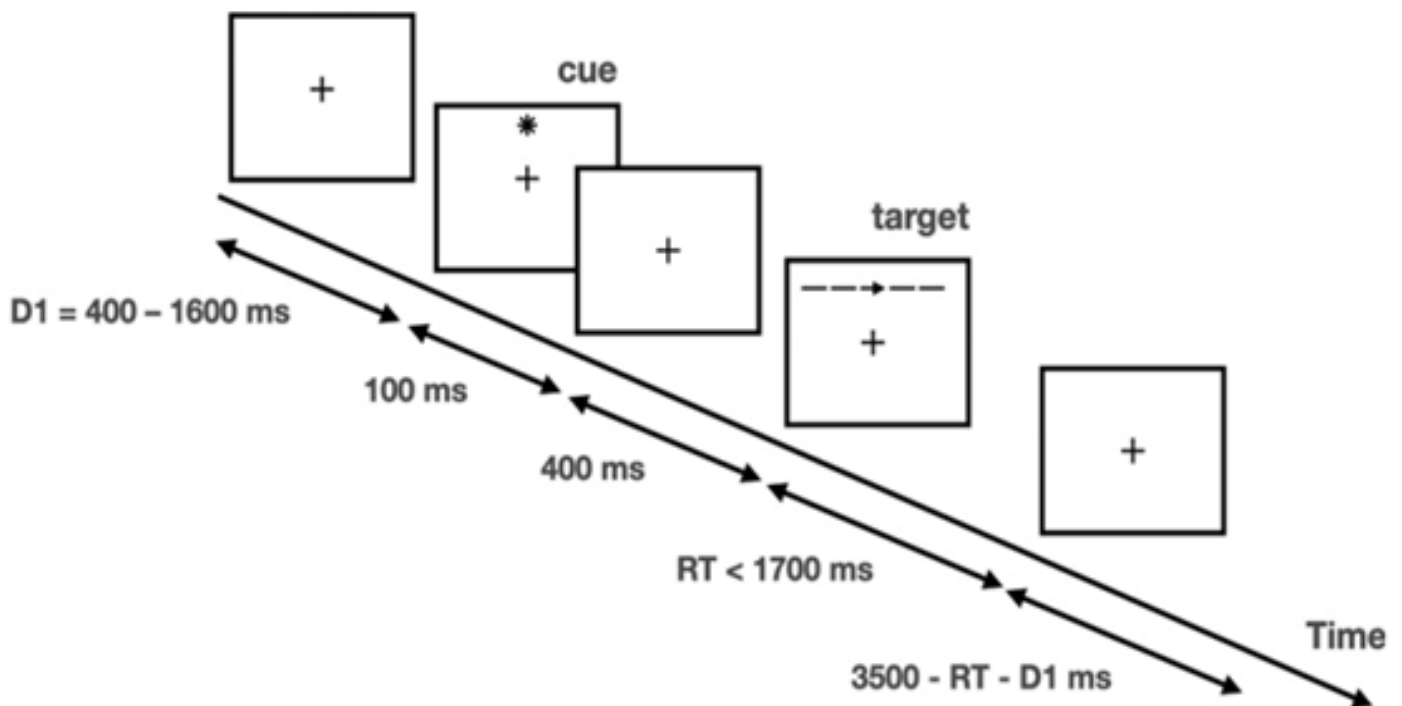 cue
target
D1 = 400 – 1600 ms
100 ms
400 ms
RT < 1700 ms
3500 - RT - D1 ms
Time